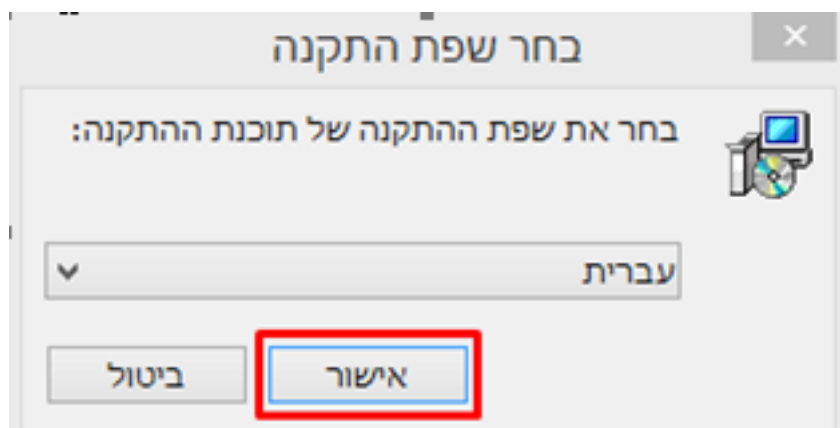 בחר שפת התקנה
בחר את שפת ההתקנה של תוכנת ההתקנה:
עברית
אישור
ביטול